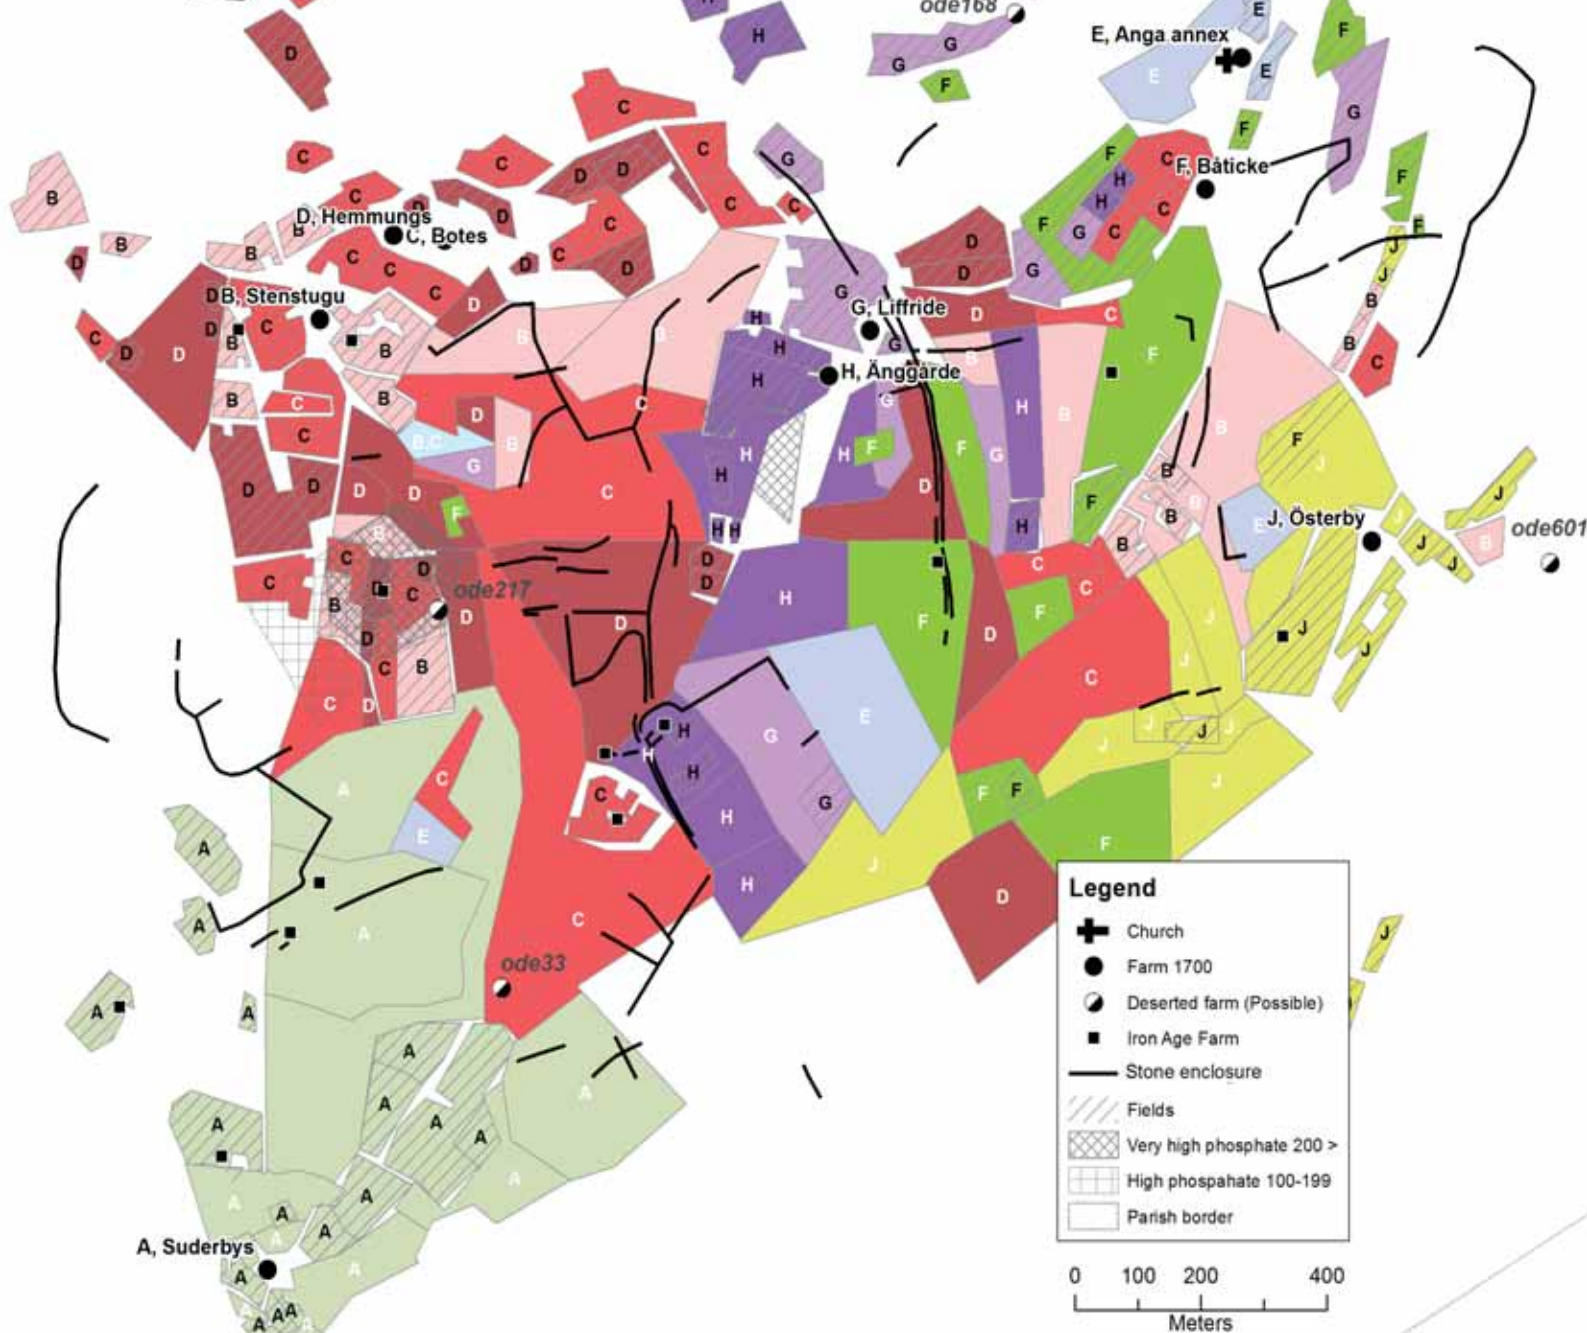 ode168
E, Anga annex
F, Båticke
D, Hemmungs
C, Botes
B, Stenstugu
G, Liffride
H, Änggårde
J, Österby
ode601
ode217
ode33
A, Suderbys
B,C
A
B
C
D
E
F
G
H
J
Legend
Church
Farm 1700
Deserted farm (Possible)
Iron Age Farm
Stone enclosure
Fields
Very high phosphate 200 >
High phospahate 100-199
Parish border
0 100 200 400
Meters